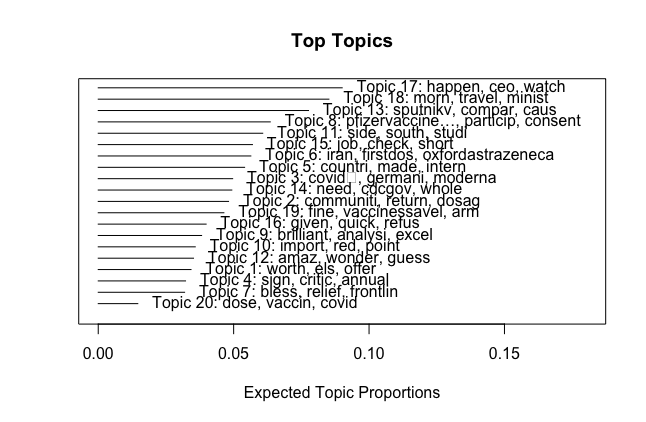 Top Topics
Topic 17: happen, ceo, watch
Topic 18: morn, travel, minist
Topic 13: sputnikv, compar, caus
Topic 8: pfizervaccine…, particip, consent
Topic 11: side, south, studi
Topic 15: job, check, short
Topic 6: iran, firstdos, oxfordastrazeneca
Topic 5: countri, made, intern
Topic 3: covid▯, germani, moderna
Topic 14: need, cdcgov, whole
Topic 2: communiti, return, dosag
Topic 19: fine, vaccinessavel, arm
Topic 16: given, quick, refus
Topic 9: brilliant, analysi, excel
Topic 10: import, red, point
Topic 12: amaz, wonder, guess
Topic 1: worth, els, offer
Topic 4: sign, critic, annual
Topic 7: bless, relief, frontlin
Topic 20: dose, vaccin, covid
0.00 0.05 0.10 0.15
Expected Topic Proportions